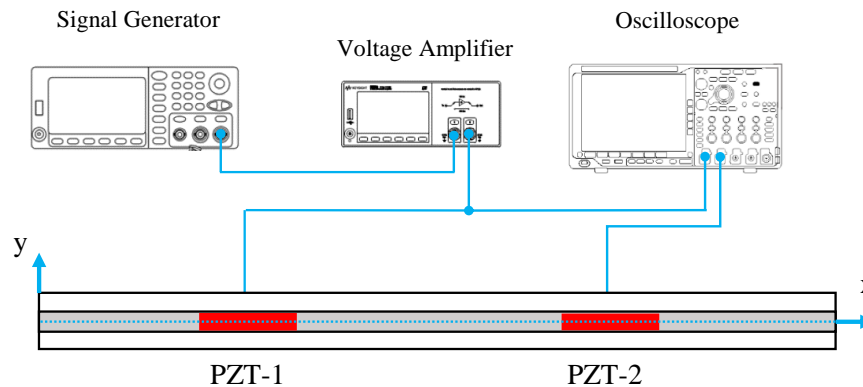 Signal Generator
Oscilloscope
Voltage Amplifier
y
x
PZT-1
PZT-2